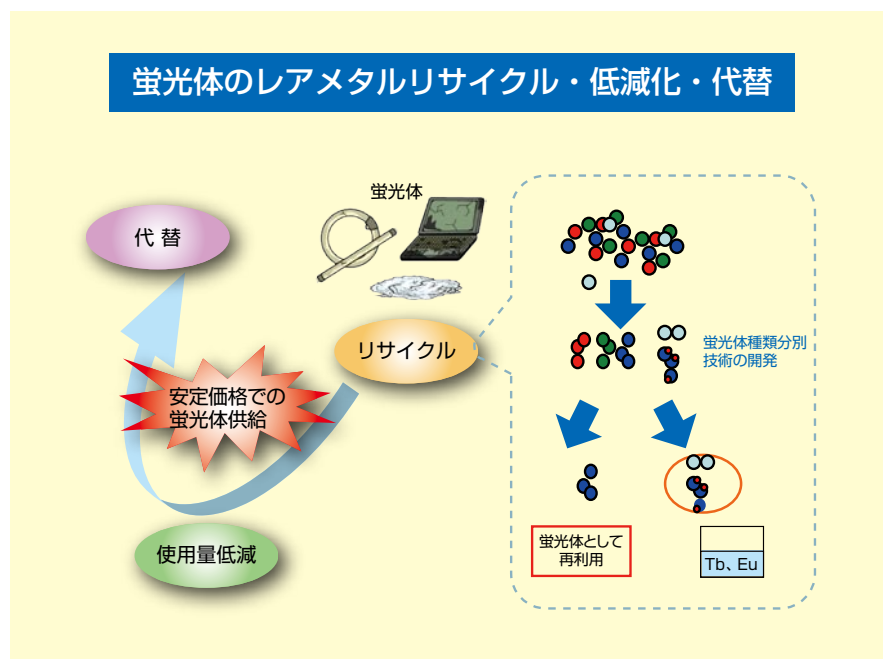 蛍光体のレアメタルリサイクル・低減化・代替
蛍光体
代 替
リサイクル
安定価格での
蛍光体供給
使用量低減
蛍光体種類分別
技術の開発
蛍光体として
再利用
Tb、Eu